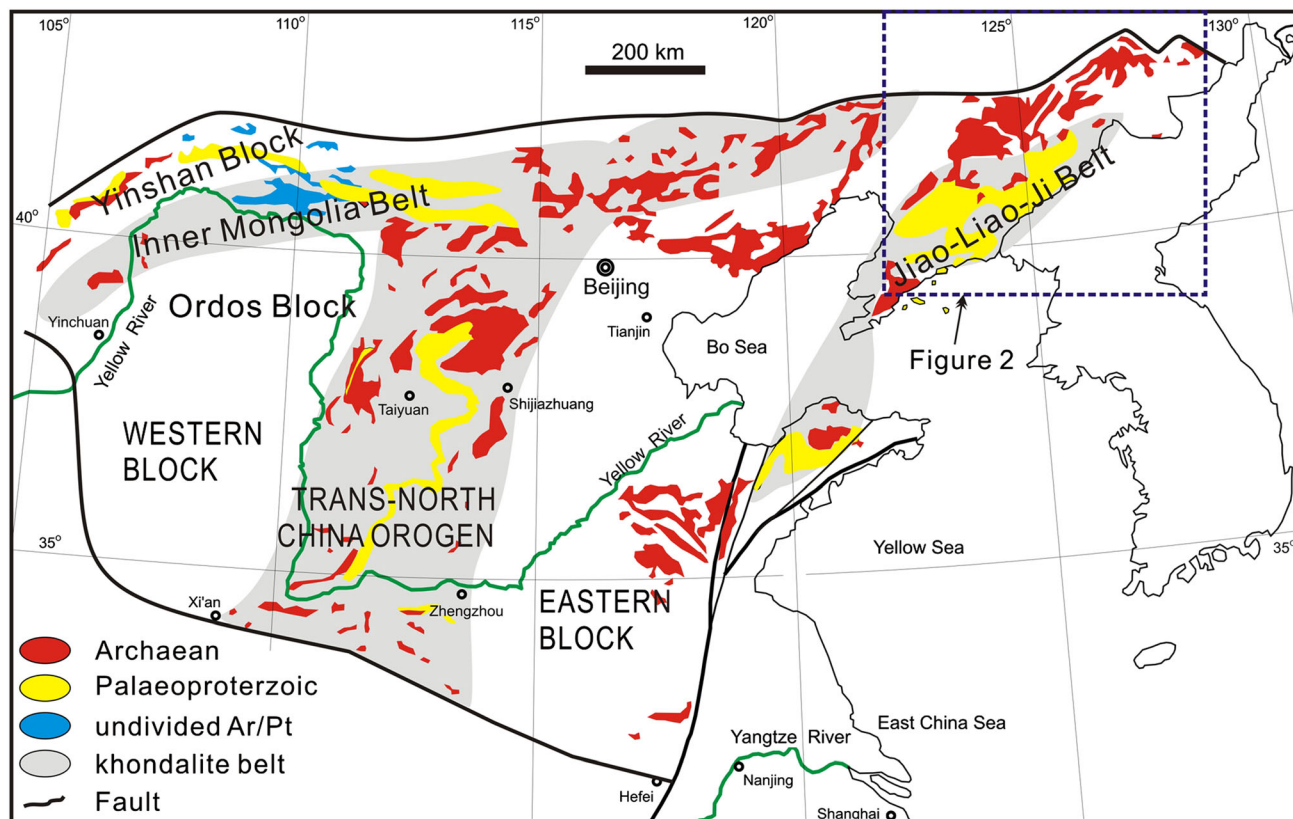 105°
110°
115°
120°
125°
130°
200 km
Yinshan Block
Inner Mongolia Belt
Jiao-Liao-Ji Belt
40°
Ordos Block
Beijing
Yinchuan
Yellow River
Tianjin
Bo Sea
Figure 2
Taiyuan
Shijiazhuang
WESTERN
BLOCK
Yellow River
TRANS-NORTH
CHINA OROGEN
35°
Yellow Sea
35°
Xi'an
Zhengzhou
EASTERN
BLOCK
Archaean
Palaeoproterzoic
undivided Ar/Pt
khondalite belt
Fault
East China Sea
Yangtze River
Nanjing
Hefei
Shanghai